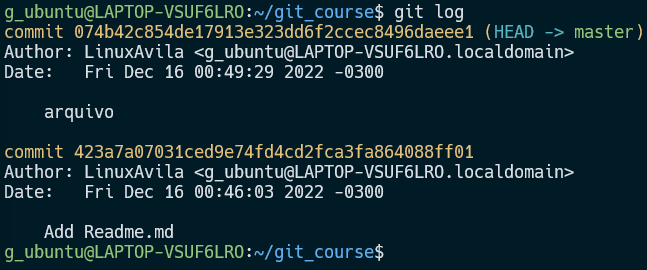 g_ubuntu@LAPTOP-VSUF6LRO:~/git_course$ git log
commit 074b42c854de17913e323dd6f2ccec8496daeee1 (HEAD -> master)
Author: LinuxAvila <g_ubuntu@LAPTOP-VSUF6LRO.localdomain>
Date:   Fri Dec 16 00:49:29 2022 -0300
arquivo
commit 423a7a07031ced9e74fd4cd2fca3fa864088ff01
Author: LinuxAvila <g_ubuntu@LAPTOP-VSUF6LRO.localdomain>
Date:   Fri Dec 16 00:46:03 2022 -0300
Add Readme.md
g_ubuntu@LAPTOP-VSUF6LRO:~/git_course$